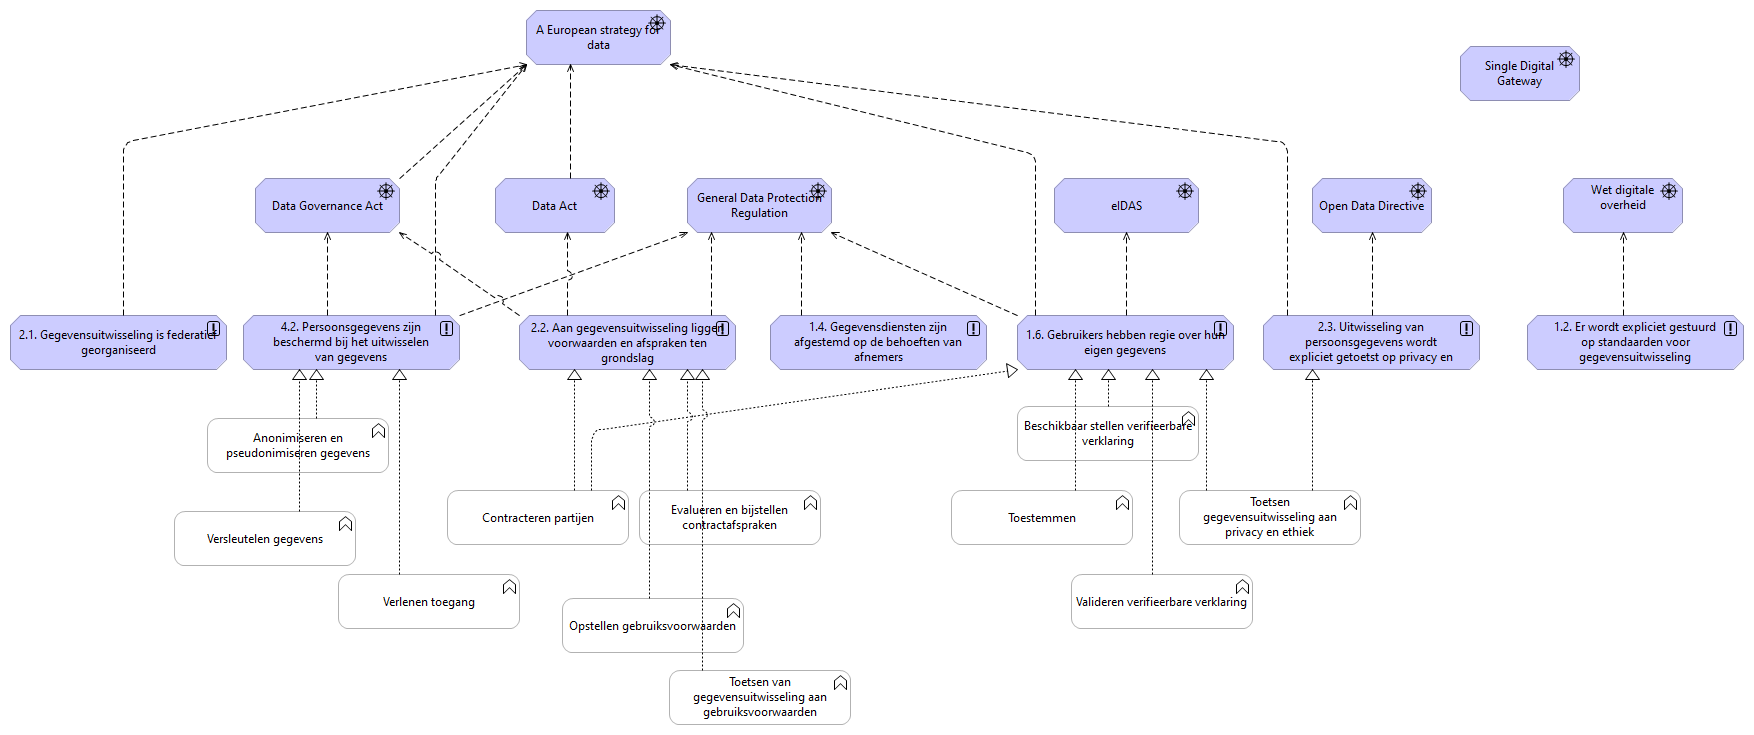 A European strategy for
data
Single Digital
Gateway
Data Governance Act
Data Act
General Data Protection
Regulation
eIDAS
Open Data Directive
Wet digitale
overheid
2.1. Gegevensuitwisseling is federatief
georganiseerd
4.2. Persoonsgegevens zijn
beschermd bij het uitwisselen
van gegevens
2.2. Aan gegevensuitwisseling liggen
voorwaarden en afspraken ten
grondslag
1.4. Gegevensdiensten zijn
afgestemd op de behoeften van
afnemers
1.6. Gebruikers hebben regie over hun
eigen gegevens
2.3. Uitwisseling van
persoonsgegevens wordt
expliciet getoetst op privacy en
1.2. Er wordt expliciet gestuurd
op standaarden voor
gegevensuitwisseling
Anonimiseren en
pseudonimiseren gegevens
Beschikbaar stellen verifieerbare
verklaring
Versleutelen gegevens
Contracteren partijen
Evalueren en bijstellen
contractafspraken
Toestemmen
Toetsen
gegevensuitwisseling aan
privacy en ethiek
Verlenen toegang
Opstellen gebruiksvoorwaarden
Valideren verifieerbare verklaring
Toetsen van
gegevensuitwisseling aan
gebruiksvoorwaarden